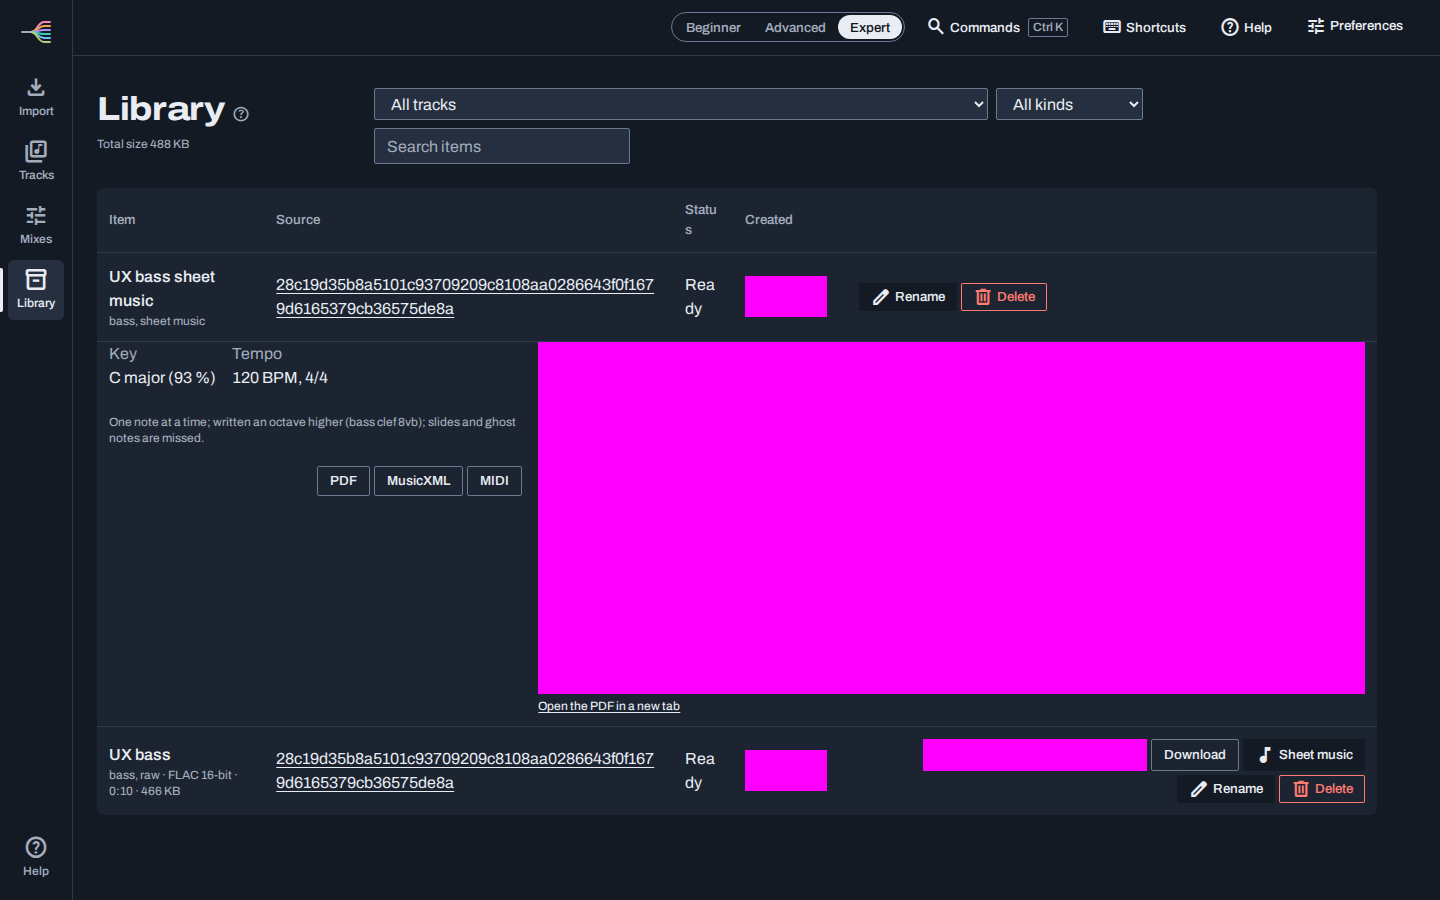 Beginner Advanced Expert Commands Ctrl K Shortcuts Help Preferences
Import
Tracks
Mixes
Library
Help
Library
Total size 488 KB
All tracks All kinds
Search items
Item Source Statu
s Created
UX bass sheet
music
bass, sheet music
28c19d35b8a5101c93709209c8108aa0286643f0f167
9d6165379cb36575de8a
Rea
dy
Rename Delete
Key Tempo
C major (93 %) 120 BPM, 4/4
One note at a time; written an octave higher (bass clef 8vb); slides and ghost
notes are missed.
PDF MusicXML MIDI
Open the PDF in a new tab
UX bass
bass, raw · FLAC 16-bit ·
0:10 · 466 KB
28c19d35b8a5101c93709209c8108aa0286643f0f167
9d6165379cb36575de8a
Rea
dy
Download Sheet music
Rename Delete